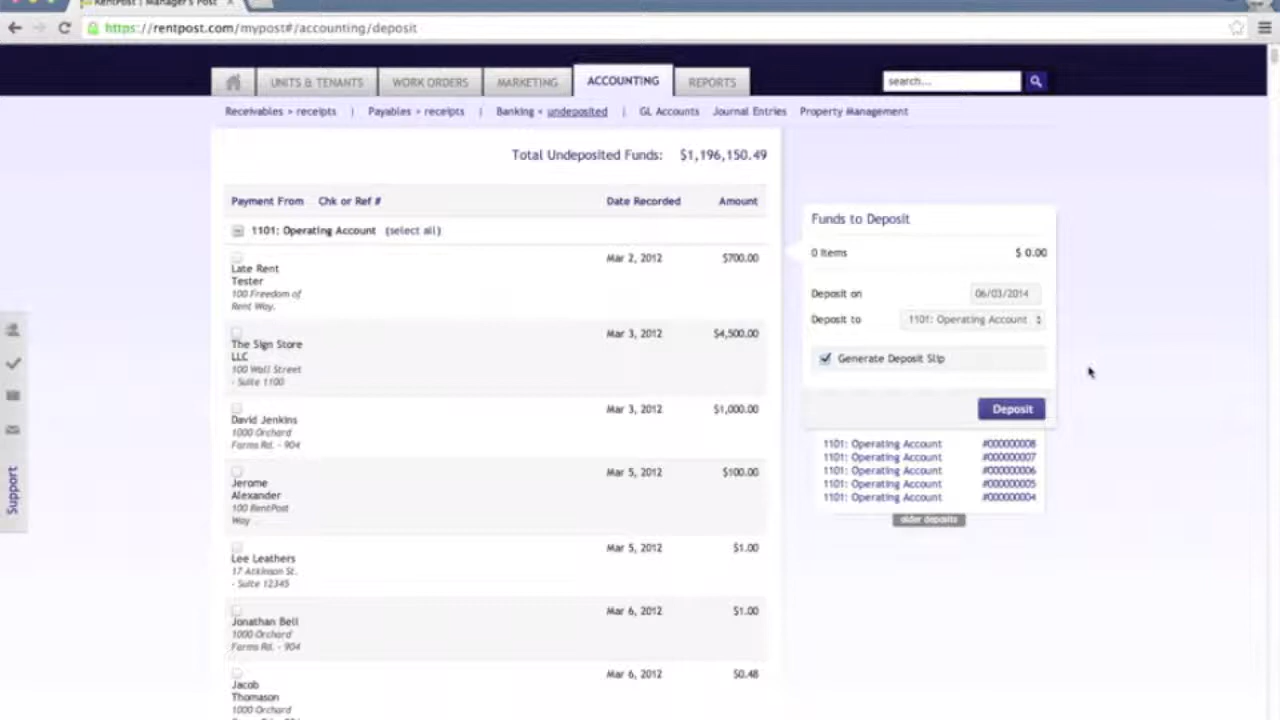 RentPost | Manager's Post
https://rentpost.com/mypost#/accounting/deposit
UNITS & TENANTS WORK ORDERS MARKETING ACCOUNTING REPORTS search...
Receivables > receipts | Payables > receipts | Banking < undeposited | GL Accounts Journal Entries Property Management
Total Undeposited Funds: $1,196,150.49
Payment From Chk or Ref # Date Recorded Amount
1101: Operating Account (select all)
Late Rent Tester Mar 2, 2012 $700.00
100 Freedom of
Rent Way.
The Sign Store
LLC Mar 3, 2012 $4,500.00
100 Wall Street
- Suite 1100
David Jenkins Mar 3, 2012 $1,000.00
1000 Orchard
Farms Rd. - 904
Jerome
Alexander Mar 5, 2012 $100.00
100 RentPost
Way
Lee Leathers Mar 5, 2012 $1.00
17 Atkinson St.
- Suite 12345
Jonathan Bell Mar 6, 2012 $1.00
1000 Orchard
Farms Rd. - 904
Jacob
Thomason Mar 6, 2012 $0.48
1000 Orchard
Funds to Deposit
0 Items $ 0.00
Deposit on 06/03/2014
Deposit to 1101: Operating Account
Generate Deposit Slip
Deposit
1101: Operating Account #000000008
1101: Operating Account #000000007
1101: Operating Account #000000006
1101: Operating Account #000000005
1101: Operating Account #000000004
older deposits
Support